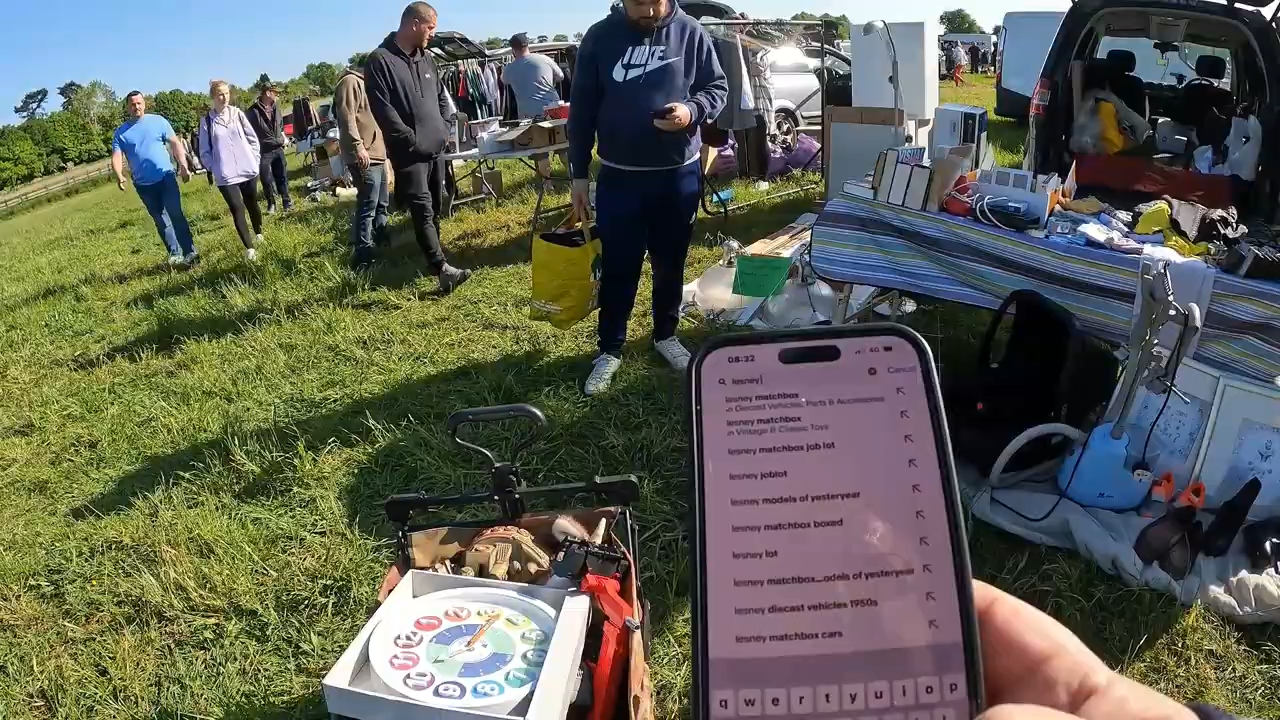 NIKE
VISUAL
08:32
4G
lesney
Cancel
lesney matchbox
in Diecast Vehicles, Parts & Accessories
lesney matchbox
in Vintage & Classic Toys
lesney matchbox job lot
lesney joblot
lesney models of yesteryear
lesney matchbox boxed
lesney lot
lesney matchbox...odels of yesteryear
lesney diecast vehicles 1950s
lesney matchbox cars
q w e r t y u i o p